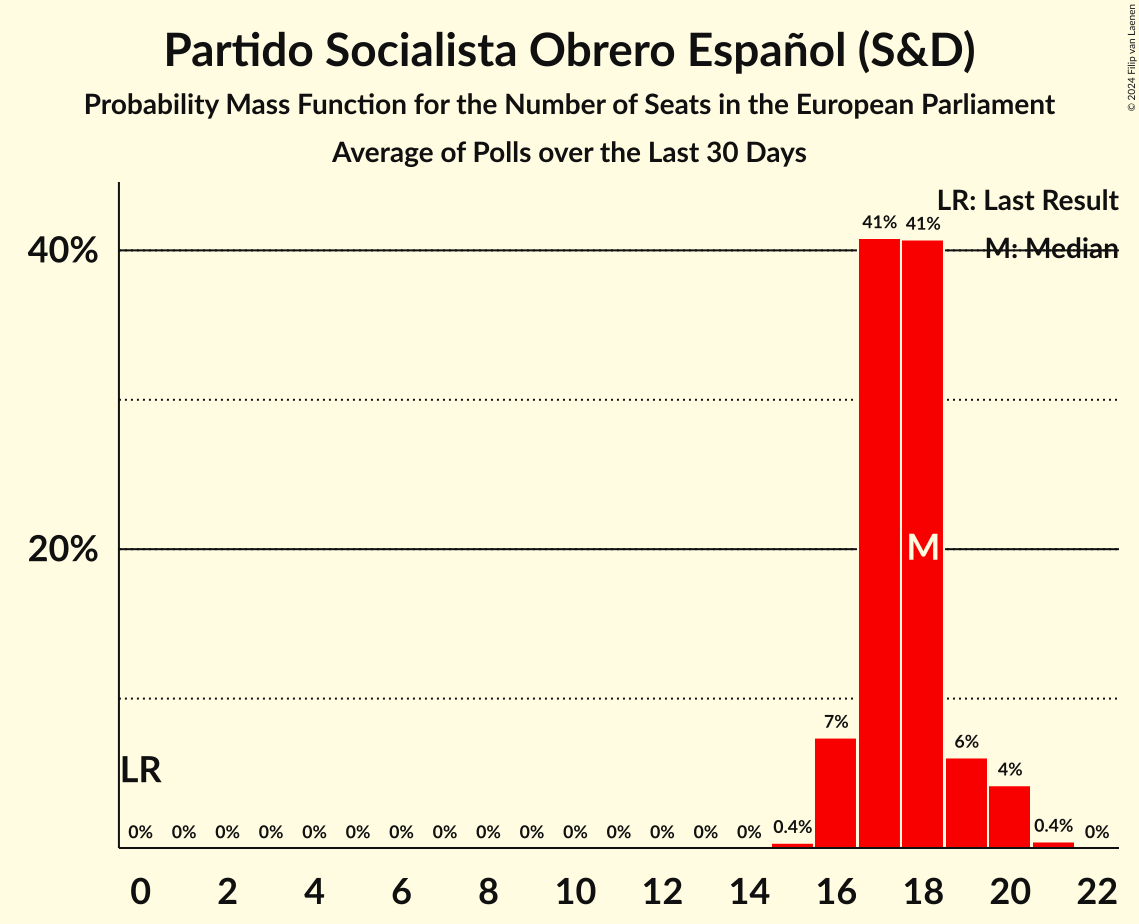 Partido Socialista Obrero Español (S&D)
Probability Mass Function for the Number of Seats in the European Parliament
Average of Polls over the Last 30 Days
© 2024 Filip van Laenen
LR: Last Result
M: Median
41% 41%
40%
20%
M
7%
6%
4%
LR
0% 0% 0% 0% 0% 0% 0% 0% 0% 0% 0% 0% 0% 0% 0% 0.4% 0.4% 0%
0 2 4 6 8 10 12 14 16 18 20 22